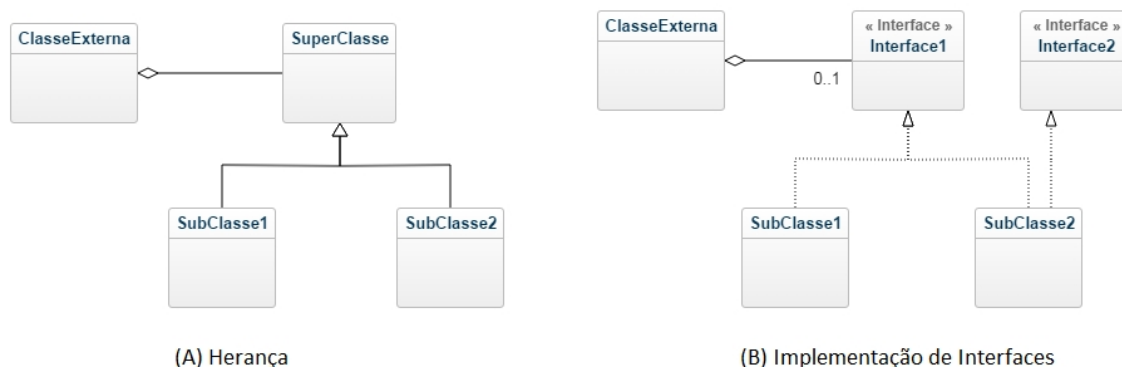 ClasseExterna
SuperClasse
SubClasse1
SubClasse2
(A) Herança
ClasseExterna
« Interface »
Interface1
« Interface »
Interface2
0..1
SubClasse1
SubClasse2
(B) Implementação de Interfaces